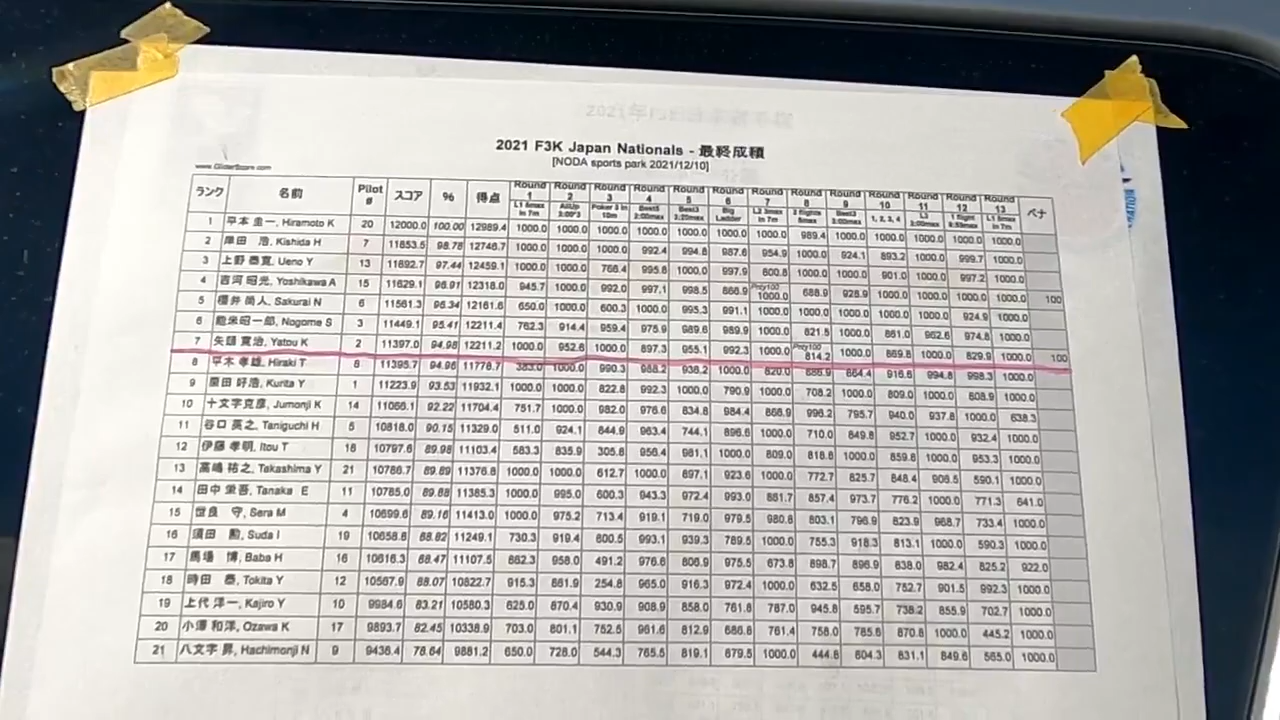 2021 F3K Japan Nationals - 最終成績
[NODA sports park 2021/12/10]
www.GliderScore.com
ランク 名前 Pilot # スコア % 得点 Round 1 Round 2 Round 3 Round 4 Round 5 Round 6 Round 7 Round 8 Round 9 Round 10 Round 11 Round 12 Round 13 ペナ
1 平本 圭一, Hiramoto K 20 12000.0 100.00 12989.4 1000.0 1000.0 1000.0 1000.0 1000.0 1000.0 1000.0 989.4 1000.0 1000.0 1000.0 1000.0 1000.0
2 岸田 浩, Kishida H 7 11853.5 98.78 12746.7 1000.0 1000.0 1000.0 992.4 994.8 987.6 954.9 1000.0 924.1 893.2 1000.0 999.7 1000.0
3 上野 泰寛, Ueno Y 13 11692.7 97.44 12459.1 1000.0 1000.0 766.4 995.8 1000.0 997.9 800.8 1000.0 1000.0 901.0 1000.0 997.2 1000.0
4 吉河 昭光, Yoshikawa A 15 11629.1 96.91 12318.0 945.7 1000.0 992.0 997.1 998.5 866.9 Pnty100 1000.0 688.9 928.9 1000.0 1000.0 1000.0 1000.0 100
5 櫻井 尚人, Sakurai N 6 11561.3 96.34 12161.6 650.0 1000.0 600.3 1000.0 995.3 991.1 1000.0 1000.0 1000.0 1000.0 1000.0 924.9 1000.0
6 能米昭一郎, Nogome S 3 11449.1 95.41 12211.4 762.3 914.4 959.4 975.9 989.6 989.9 1000.0 821.5 1000.0 861.0 962.6 974.8 1000.0
7 矢頭 寛治, Yatou K 2 11397.0 94.98 12211.2 1000.0 952.6 1000.0 897.3 955.1 992.3 1000.0 Pnty100 814.2 1000.0 869.8 1000.0 829.9 1000.0 100
8 平木 孝雄, Hiraki T 8 11395.7 94.96 11778.7 383.0 1000.0 990.3 988.2 936.2 1000.0 820.0 886.9 864.4 916.6 994.8 998.3 1000.0
9 栗田 好浩, Kurita Y 1 11223.9 93.53 11932.1 1000.0 1000.0 822.8 992.3 1000.0 790.9 1000.0 708.2 1000.0 809.0 1000.0 808.9 1000.0
10 十文字克彦, Jumonji K 14 11066.1 92.22 11704.4 751.7 1000.0 982.0 976.6 834.8 984.4 866.9 996.2 795.7 940.0 937.8 1000.0 638.3
11 谷口 英之, Taniguchi H 5 10818.0 90.15 11329.0 511.0 924.1 844.9 963.4 744.1 896.6 1000.0 710.0 849.8 952.7 1000.0 932.4 1000.0
12 伊藤 孝明, Itou T 10797.6 89.98 11103.4 583.3 835.9 305.8 956.4 981.1 1000.0 809.0 818.8 1000.0 859.8 1000.0 953.3 1000.0
13 高嶋 祐之, Takashima Y 21 10786.7 89.89 11376.8 1000.0 1000.0 612.7 1000.0 897.1 923.6 1000.0 772.7 825.7 848.4 906.5 590.1 1000.0
14 田中 崇吾, Tanaka E 11 10785.0 89.88 11385.3 1000.0 995.0 600.3 943.3 972.4 993.0 861.7 857.4 973.7 776.2 1000.0 771.3 641.0
15 世良 守, Sera M 4 10699.6 89.16 11413.0 1000.0 975.2 713.4 919.1 719.0 979.5 980.8 803.1 796.9 823.9 968.7 733.4 1000.0
16 須田 勲, Suda I 19 10658.8 88.82 11249.1 730.3 919.4 800.5 993.1 939.3 789.5 1000.0 755.3 918.3 813.1 1000.0 590.3 1000.0
17 馬場 博, Baba H 16 10616.3 88.47 11107.5 862.3 958.0 491.2 976.6 806.9 975.5 673.8 898.7 896.9 838.0 982.4 825.2 922.0
18 時田 泰, Tokita Y 12 10567.9 88.07 10822.7 915.3 861.9 254.8 965.0 916.3 972.4 1000.0 632.5 658.0 752.7 901.5 992.3 1000.0
19 上代 洋一, Kajiro Y 10 9984.6 83.21 10580.3 825.0 870.4 930.9 908.9 858.0 761.8 787.0 945.8 595.7 738.2 855.9 702.7 1000.0
20 小澤 和洋, Ozawa K 17 9893.7 82.45 10338.9 703.0 801.1 752.5 961.6 812.9 686.8 761.4 758.0 785.6 870.8 1000.0 445.2 1000.0
21 八文字 昇, Hachimonji N 9 9436.4 78.64 9881.2 650.0 728.0 544.3 765.5 819.1 679.5 1000.0 444.8 604.3 831.1 849.6 565.0 1000.0